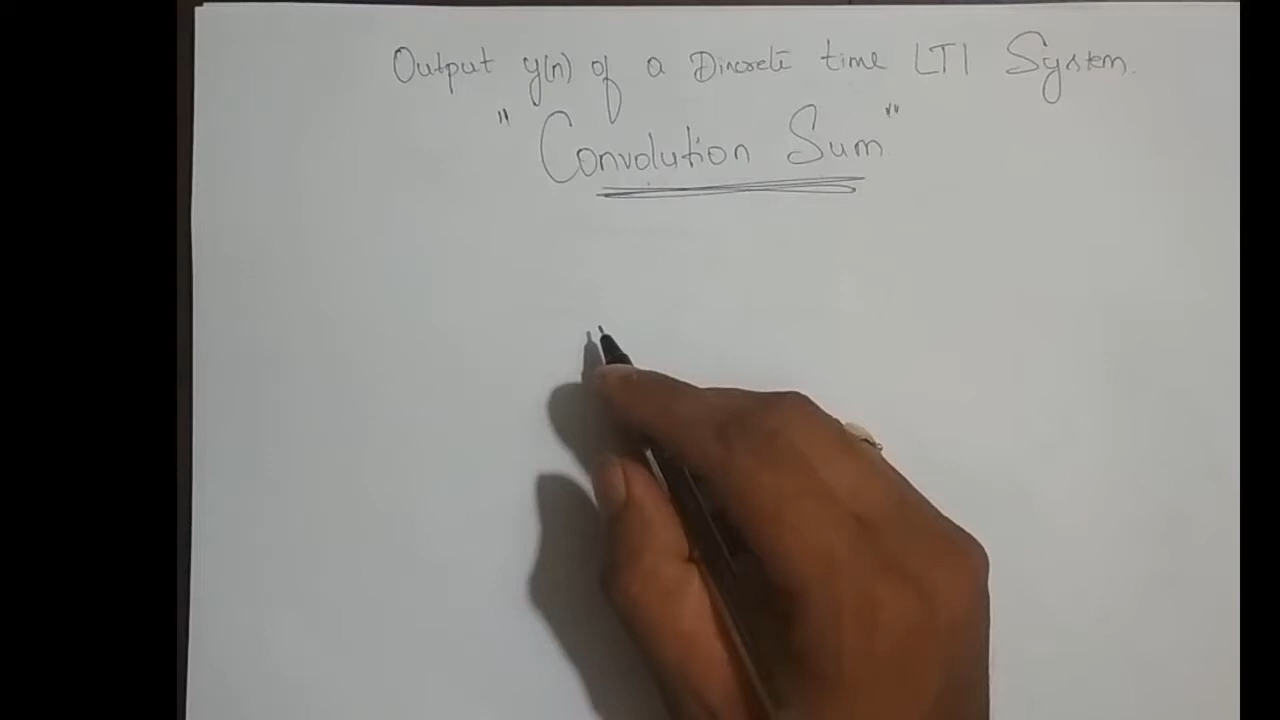 Output y(n) of a Discrete time LTI System.
"Convolution Sum"